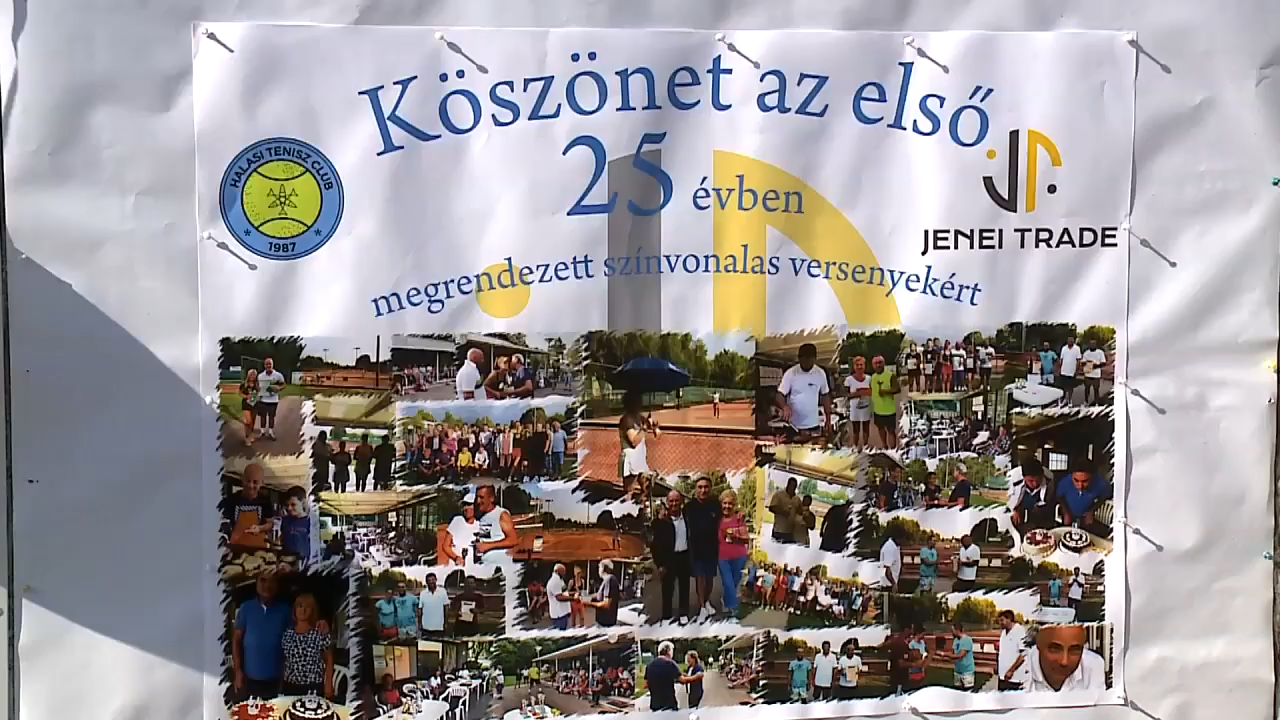 Köszönet az első
25 évben
megrendezett színvonalas versenyekért
HALASI TENISZ CLUB
* 1987 *
JENEI TRADE